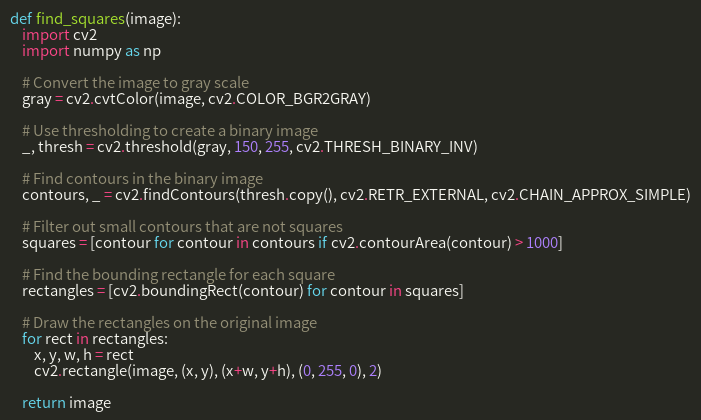 def find_squares(image):
    import cv2
    import numpy as np

    # Convert the image to gray scale
    gray = cv2.cvtColor(image, cv2.COLOR_BGR2GRAY)

    # Use thresholding to create a binary image
    _, thresh = cv2.threshold(gray, 150, 255, cv2.THRESH_BINARY_INV)

    # Find contours in the binary image
    contours, _ = cv2.findContours(thresh.copy(), cv2.RETR_EXTERNAL, cv2.CHAIN_APPROX_SIMPLE)

    # Filter out small contours that are not squares
    squares = [contour for contour in contours if cv2.contourArea(contour) > 1000]

    # Find the bounding rectangle for each square
    rectangles = [cv2.boundingRect(contour) for contour in squares]

    # Draw the rectangles on the original image
    for rect in rectangles:
        x, y, w, h = rect
        cv2.rectangle(image, (x, y), (x+w, y+h), (0, 255, 0), 2)

    return image